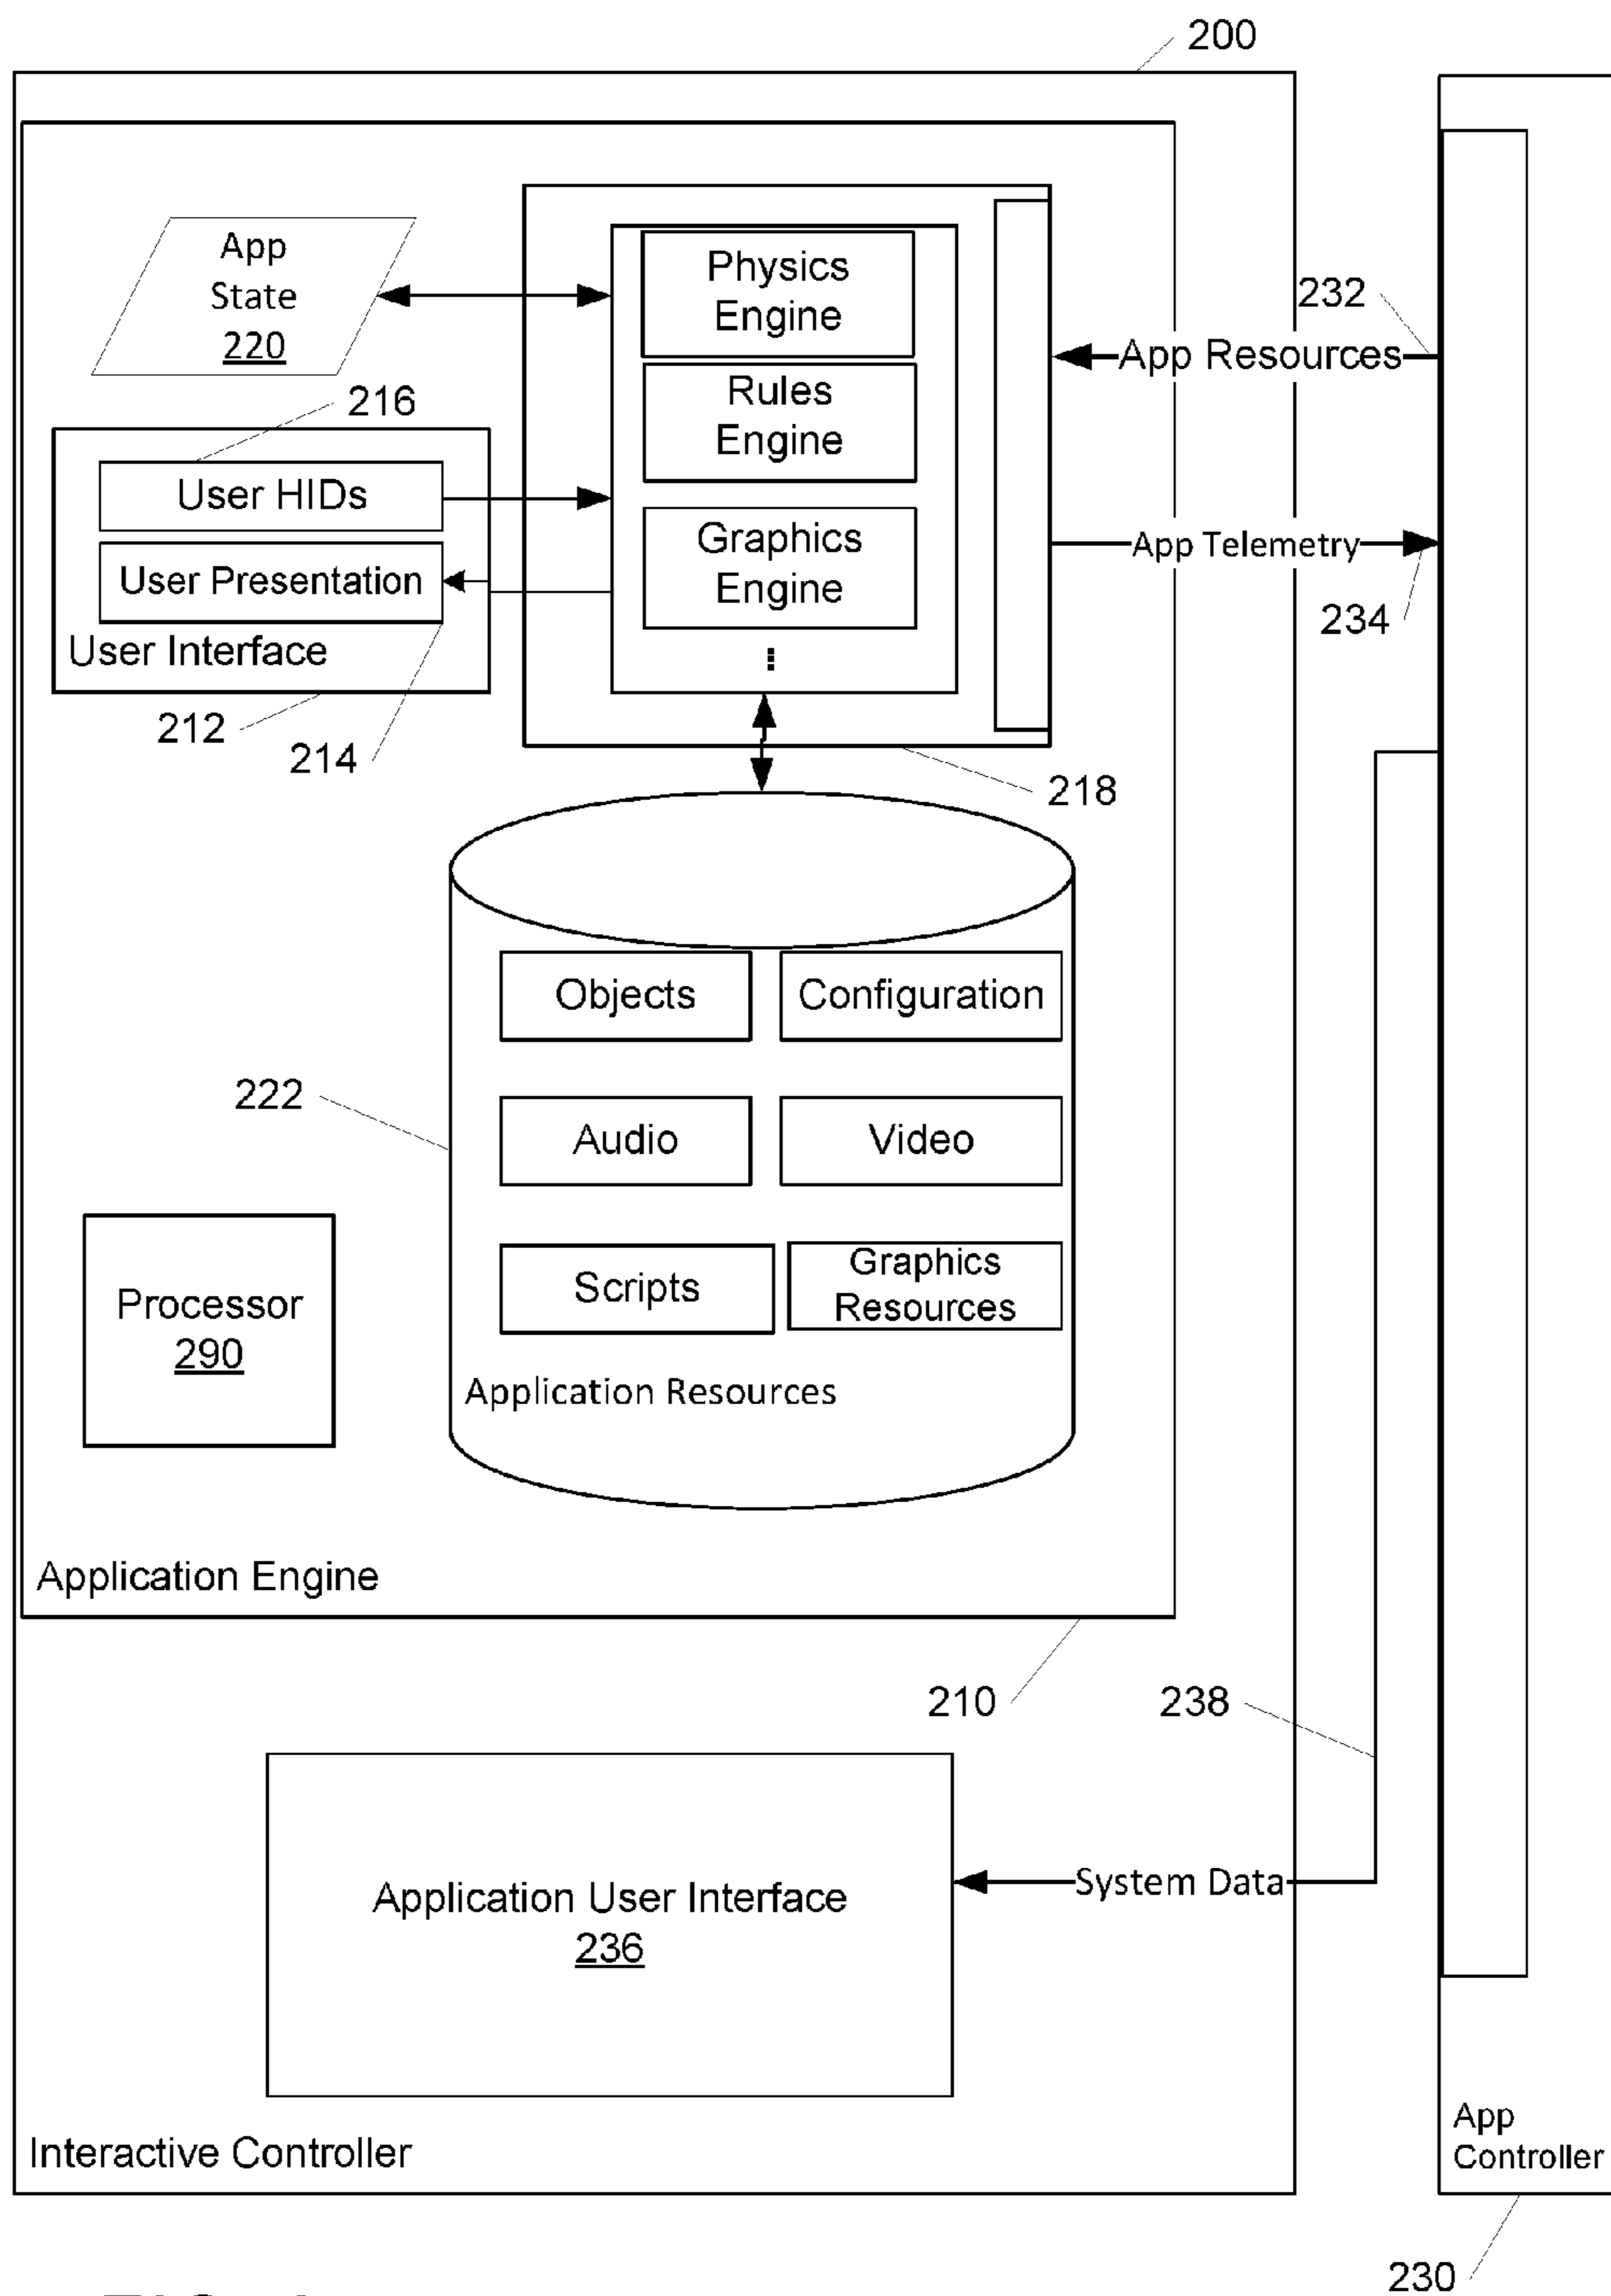 200
App
State
220
Physics
Engine
232
App Resources
216
Rules
Engine
User HIDs
Graphics
Engine
App Telemetry
User Presentation
234
User Interface
212
214
218
Objects
Configuration
222
Audio
Video
Scripts
Graphics
Resources
Processor
290
Application Resources
Application Engine
210
238
System Data
Application User Interface
236
App
Controller
Interactive Controller
230